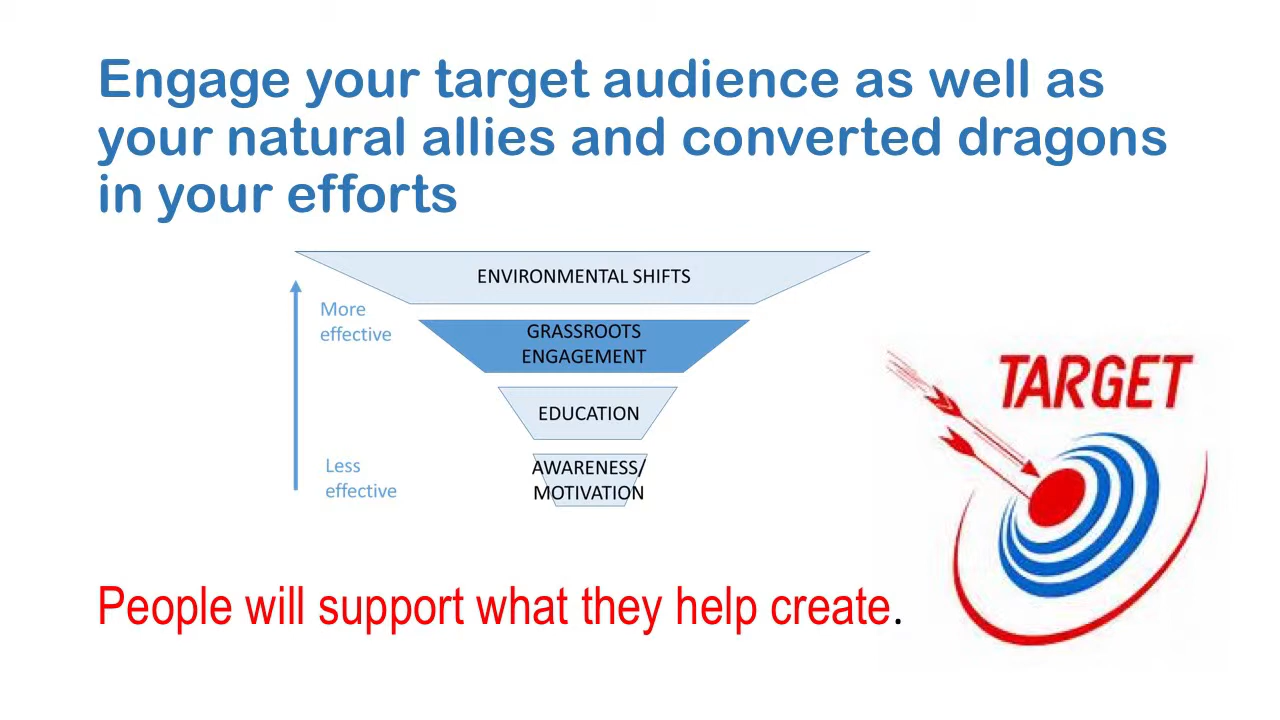 Engage your target audience as well as
your natural allies and converted dragons
in your efforts
ENVIRONMENTAL SHIFTS
More
effective
GRASSROOTS
ENGAGEMENT
EDUCATION
Less
effective
AWARENESS/
MOTIVATION
TARGET
People will support what they help create.